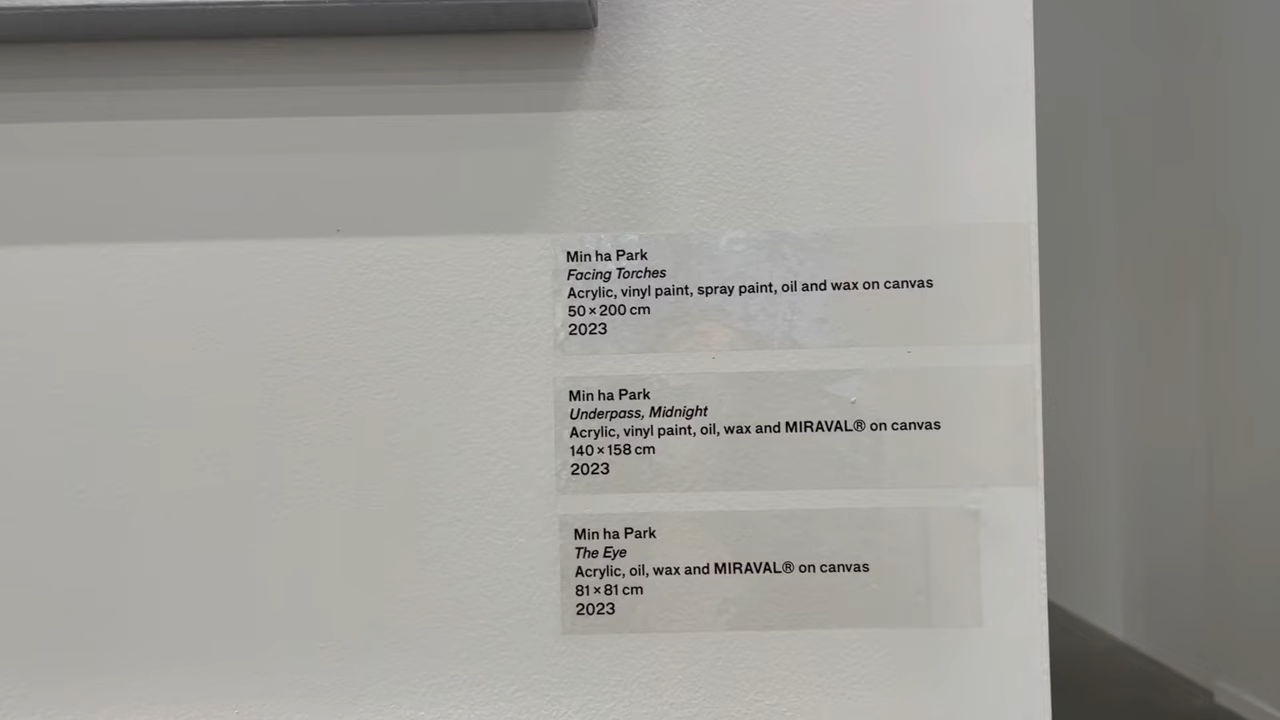 Min ha Park
Facing Torches
Acrylic, vinyl paint, spray paint, oil and wax on canvas
50 × 200 cm
2023
Min ha Park
Underpass, Midnight
Acrylic, vinyl paint, oil, wax and MIRAVAL® on canvas
140 × 158 cm
2023
Min ha Park
The Eye
Acrylic, oil, wax and MIRAVAL® on canvas
81 × 81 cm
2023